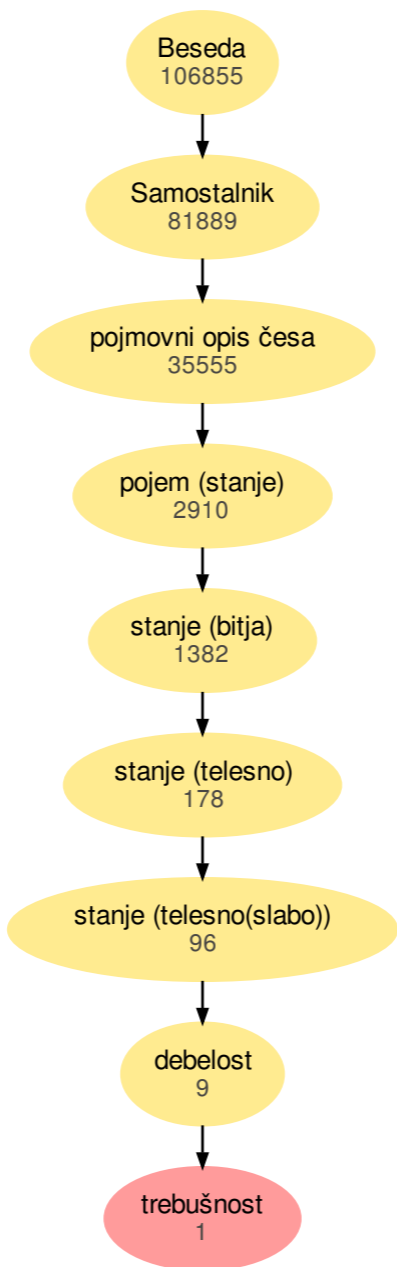 Beseda
106855
Samostalnik
81889
pojmovni opis česa
35555
pojem (stanje)
2910
stanje (bitja)
1382
stanje (telesno)
178
stanje (telesno(slabo))
96
debelost
9
trebušnost
1